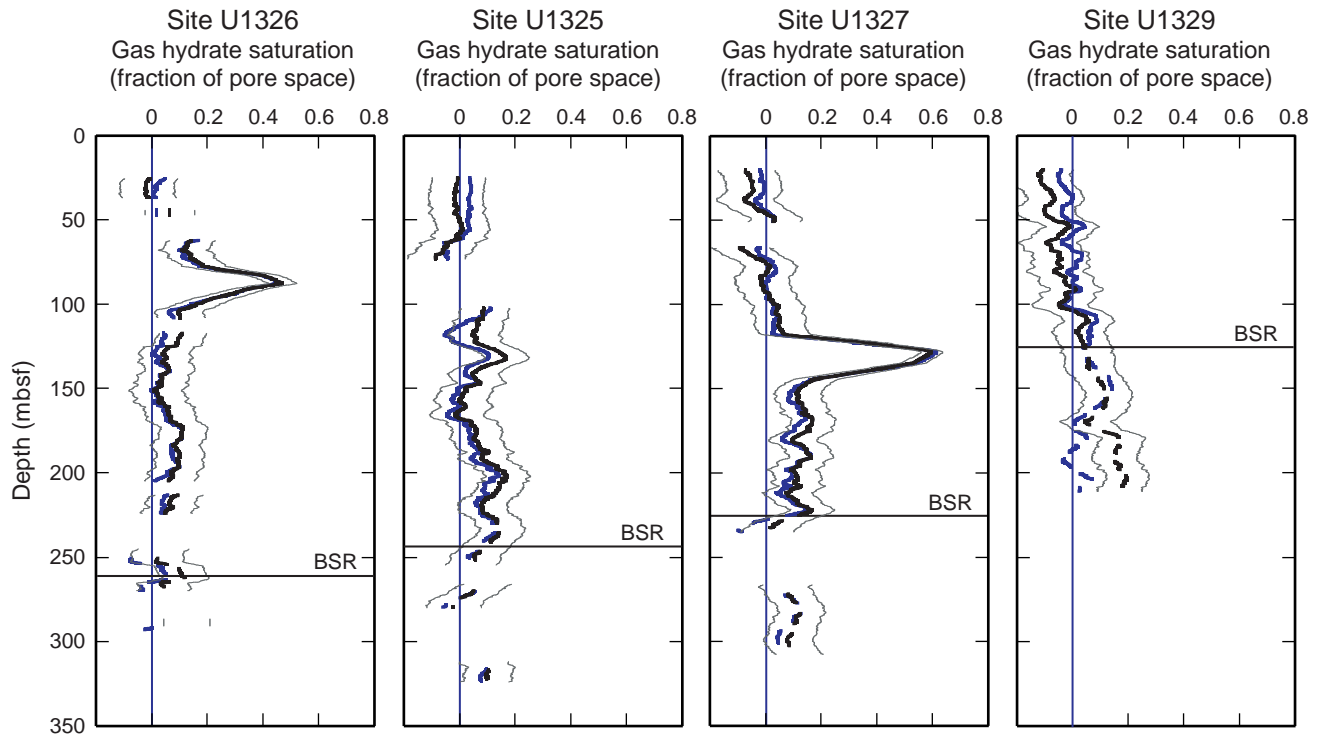 Site U1326
Gas hydrate saturation
(fraction of pore space)
0 0.2 0.4 0.6 0.8
Site U1325
Gas hydrate saturation
(fraction of pore space)
0 0.2 0.4 0.6 0.8
Site U1327
Gas hydrate saturation
(fraction of pore space)
0 0.2 0.4 0.6 0.8
Site U1329
Gas hydrate saturation
(fraction of pore space)
0 0.2 0.4 0.6 0.8
Depth (mbsf)
0
50
100
150
200
250
300
350
BSR
BSR
BSR
BSR